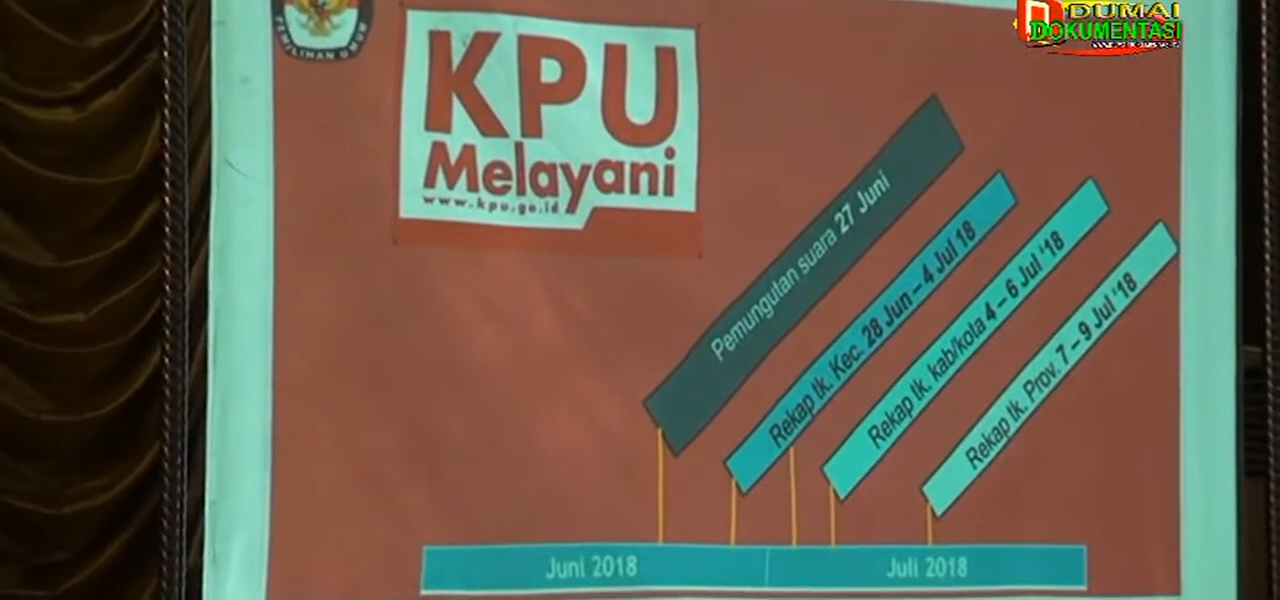 PEMILIHAN UMUM
KPU
Melayani
www.kpu.go.id
DUMAI
DOKUMENTASI
Pemungutan suara 27 Juni
Rekap tk. Kec. 28 Jun – 4 Jul 18
Rekap tk. kab/kota 4 – 6 Jul '18
Rekap tk. Prov. 7 – 9 Jul '18
Juni 2018
Juli 2018